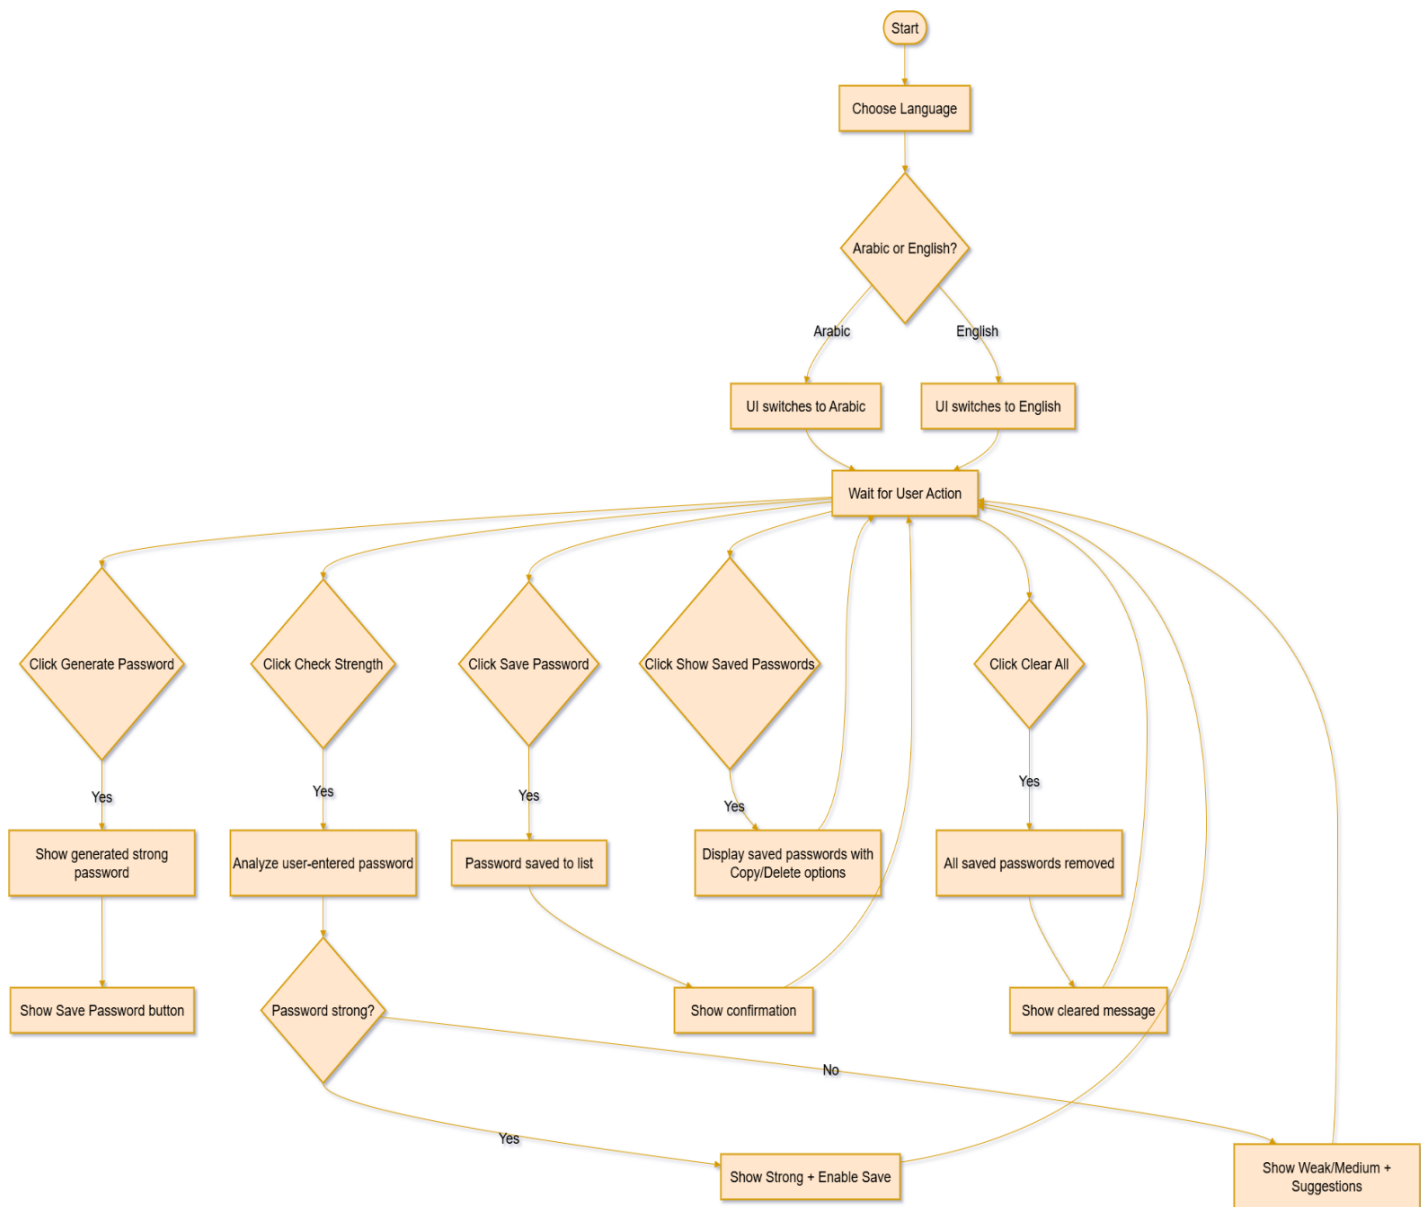 Start
Choose Language
Arabic or English?
Arabic
English
UI switches to Arabic
UI switches to English
Wait for User Action
Click Generate Password
Click Check Strength
Click Save Password
Click Show Saved Passwords
Click Clear All
Yes
Yes
Yes
Yes
Yes
Show generated strong
password
Analyze user-entered password
Password saved to list
Display saved passwords with
Copy/Delete options
All saved passwords removed
Show Save Password button
Password strong?
Show confirmation
Show cleared message
No
Yes
Show Strong + Enable Save
Show Weak/Medium +
Suggestions